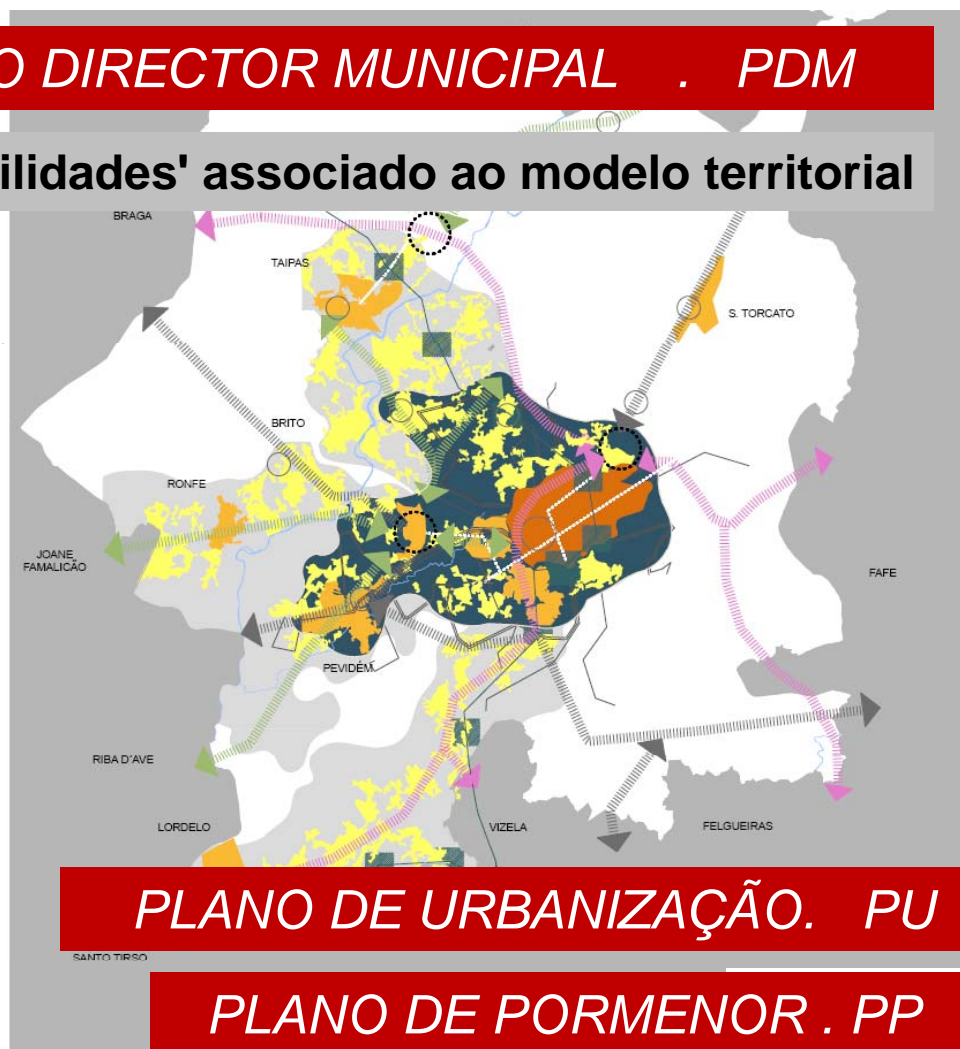 O DIRECTOR MUNICIPAL . PDM
ilidades' associado ao modelo territorial
BRAGA
TAIPAS
S. TORCATO
BRITO
RONFE
JOANE
FAMALICÃO
FAFE
PEVIDÉM
RIBA D'AVE
LORDELO
VIZELA
FELGUEIRAS
PLANO DE URBANIZAÇÃO. PU
SANTO TIRSO
PLANO DE PORMENOR . PP